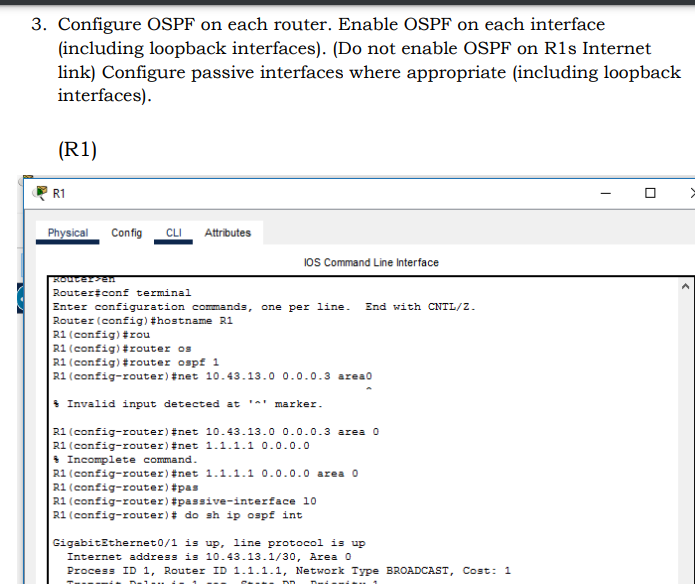 3. Configure OSPF on each router. Enable OSPF on each interface
(including loopback interfaces). (Do not enable OSPF on R1s Internet
link) Configure passive interfaces where appropriate (including loopback
interfaces).
(R1)
R1
Physical Config CLI Attributes
IOS Command Line Interface
Router>en
Router#conf terminal
Enter configuration commands, one per line. End with CNTL/Z.
Router(config)#hostname R1
R1(config)#rou
R1(config)#router os
R1(config)#router ospf 1
R1(config-router)#net 10.43.13.0 0.0.0.3 area0
^
% Invalid input detected at '^' marker.
R1(config-router)#net 10.43.13.0 0.0.0.3 area 0
R1(config-router)#net 1.1.1.1 0.0.0.0
% Incomplete command.
R1(config-router)#net 1.1.1.1 0.0.0.0 area 0
R1(config-router)#pas
R1(config-router)#passive-interface l0
R1(config-router)# do sh ip ospf int
GigabitEthernet0/1 is up, line protocol is up
Internet address is 10.43.13.1/30, Area 0
Process ID 1, Router ID 1.1.1.1, Network Type BROADCAST, Cost: 1